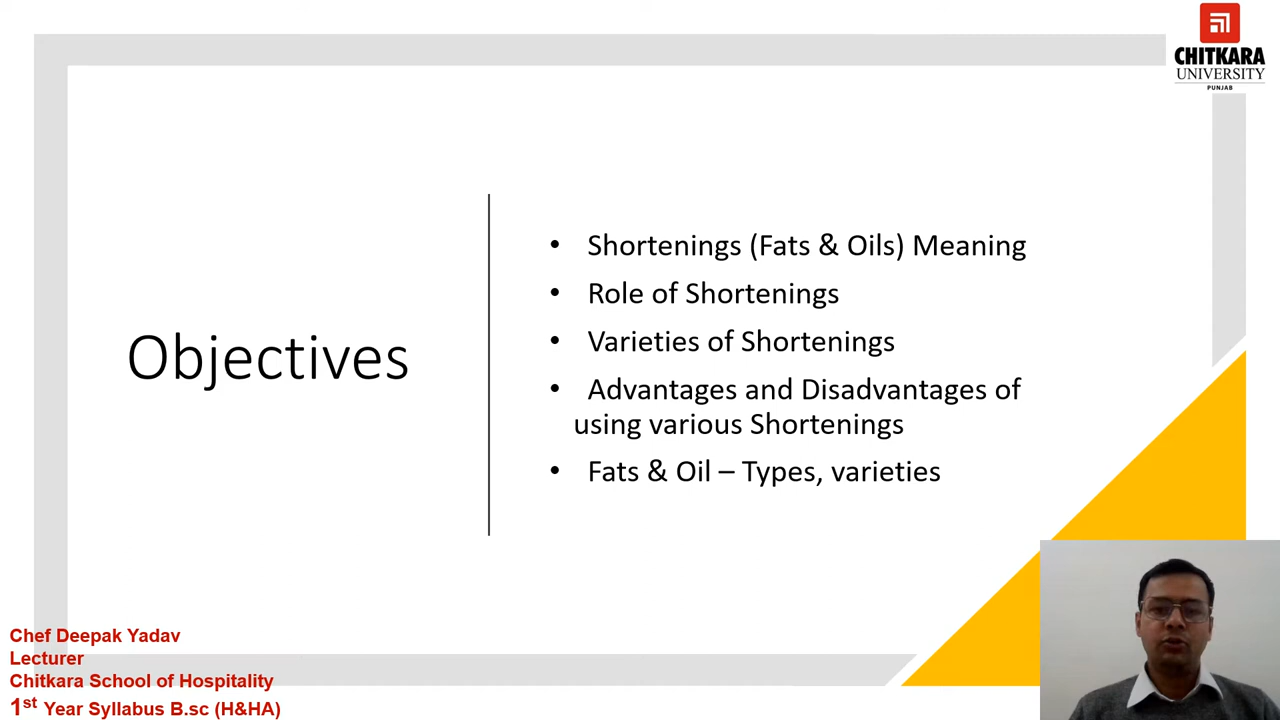 CHITKARA
UNIVERSITY
PUNJAB
Objectives
• Shortenings (Fats & Oils) Meaning
• Role of Shortenings
• Varieties of Shortenings
• Advantages and Disadvantages of
using various Shortenings
• Fats & Oil – Types, varieties
Chef Deepak Yadav
Lecturer
Chitkara School of Hospitality
1st Year Syllabus B.sc (H&HA)